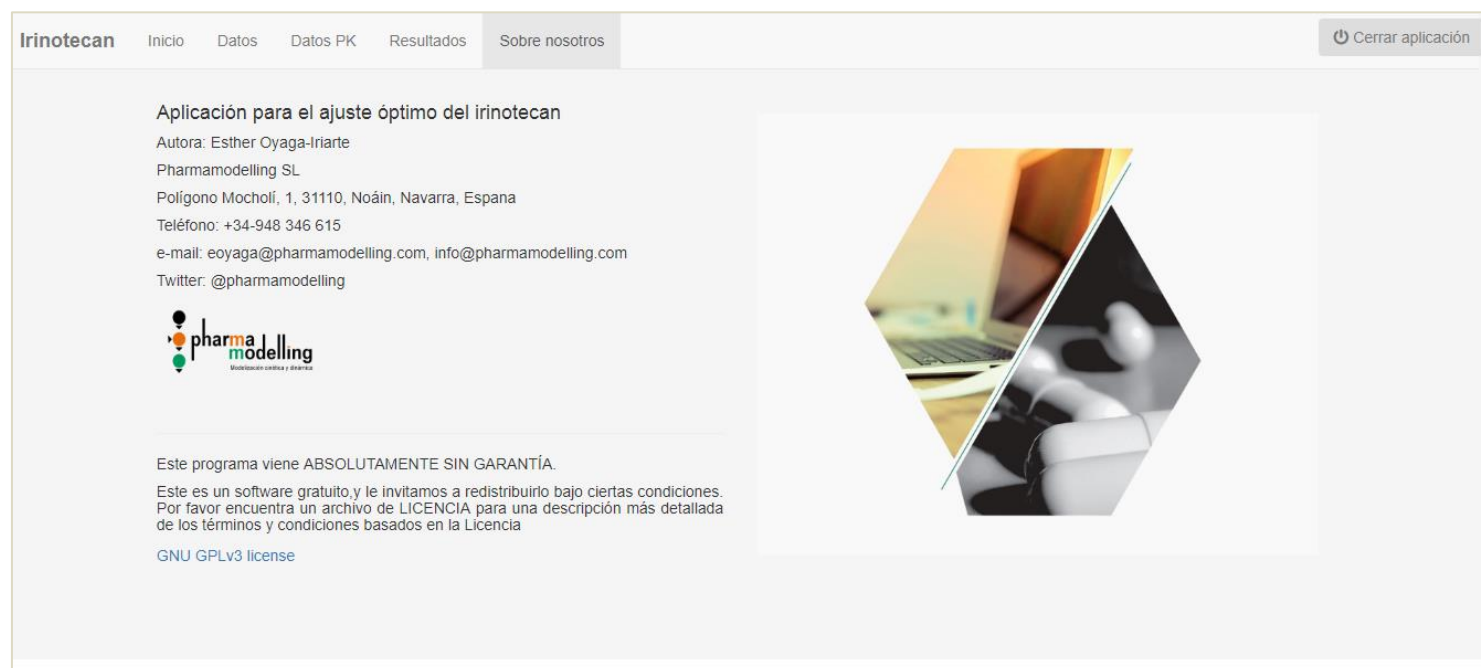 Irinotecan Inicio Datos Datos PK Resultados Sobre nosotros Cerrar aplicación
Aplicación para el ajuste óptimo del irinotecan
Autora: Esther Oyaga-Iriarte
Pharmamodelling SL
Polígono Mocholí, 1, 31110, Noáin, Navarra, Espana
Teléfono: +34-948 346 615
e-mail: eoyaga@pharmamodelling.com, info@pharmamodelling.com
Twitter: @pharmamodelling
pharma
modelling
Modelización cinética y dinámica
Este programa viene ABSOLUTAMENTE SIN GARANTÍA.
Este es un software gratuito,y le invitamos a redistribuirlo bajo ciertas condiciones.
Por favor encuentra un archivo de LICENCIA para una descripción más detallada
de los términos y condiciones basados en la Licencia
GNU GPLv3 license